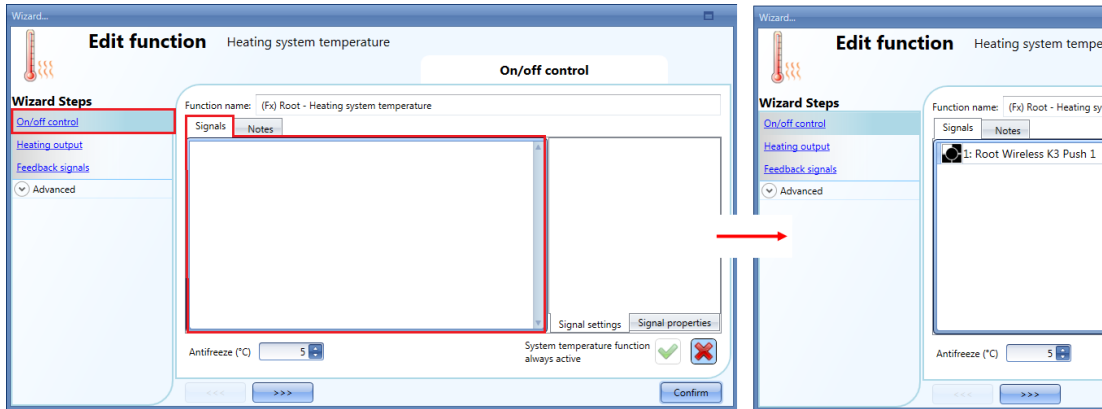 Wizard...
Edit function Heating system temperature
On/off control
Wizard Steps
On/off control
Heating output
Feedback signals
Advanced
Function name: (Fx) Root - Heating system temperature
Signals Notes
Signal settings Signal properties
Antifreeze (°C) 5
System temperature function
always active
<<< >>> Confirm
Wizard...
Edit function Heating system tempe
Wizard Steps
On/off control
Heating output
Feedback signals
Advanced
Function name: (Fx) Root - Heating sy
Signals Notes
1: Root Wireless K3 Push 1
Antifreeze (°C) 5
<<< >>>